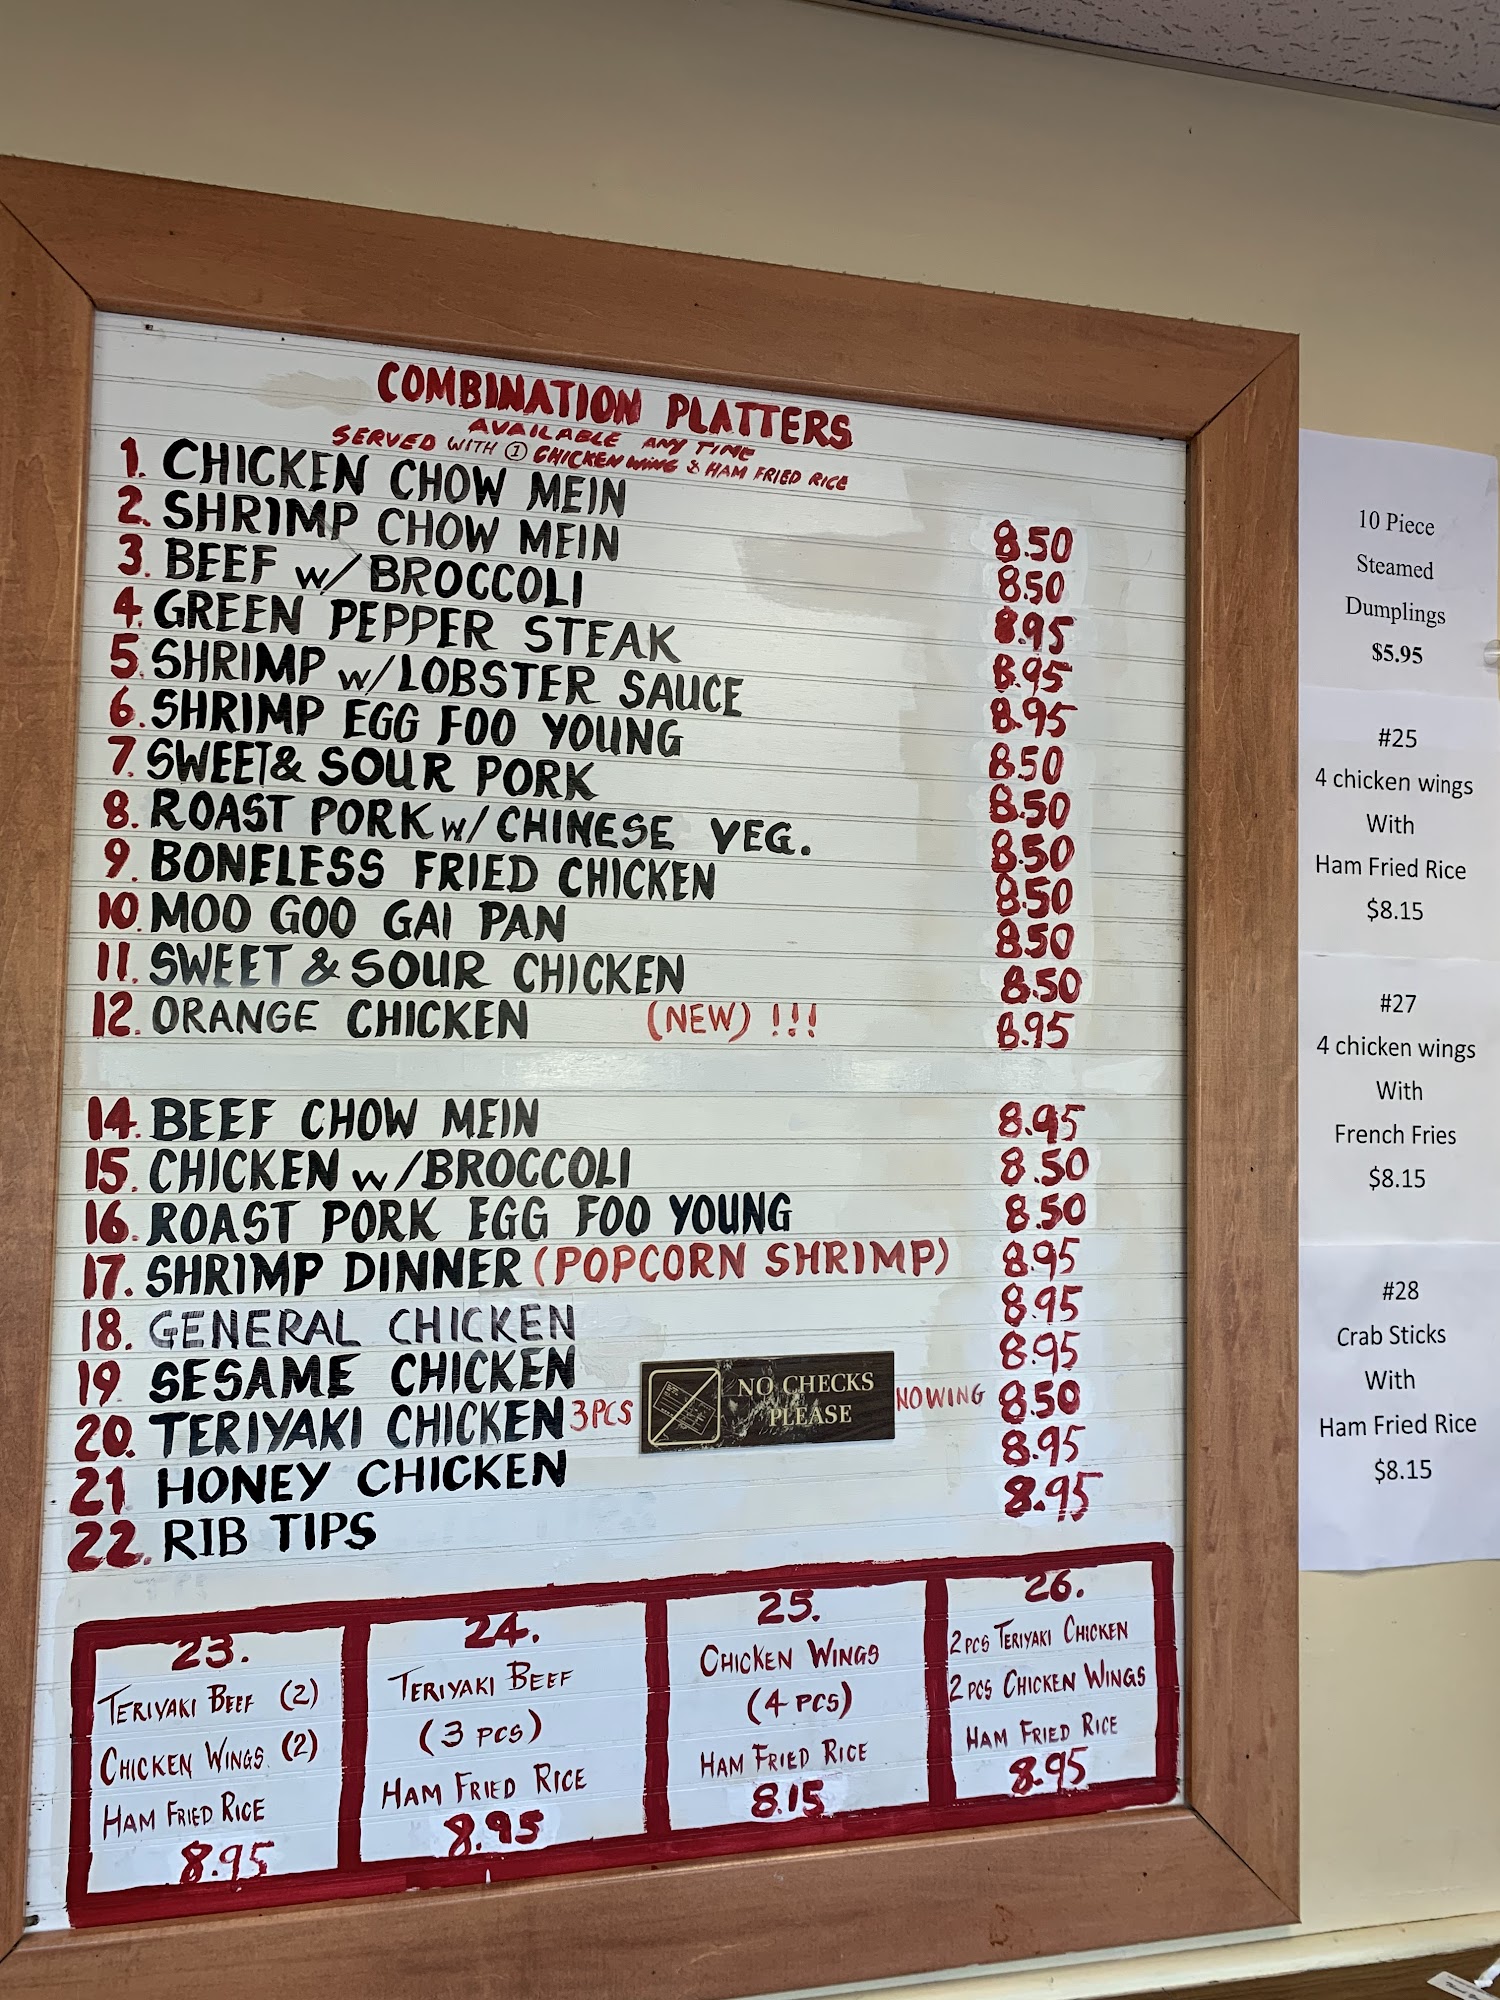 COMBINATION PLATTERS
AVAILABLE ANY TIME
SERVED WITH ① CHICKEN WING & HAM FRIED RICE
1. CHICKEN CHOW MEIN 8.50
2. SHRIMP CHOW MEIN 8.50
3. BEEF w/ BROCCOLI 8.95
4. GREEN PEPPER STEAK 8.95
5. SHRIMP w/ LOBSTER SAUCE 8.95
6. SHRIMP EGG FOO YOUNG 8.50
7. SWEET & SOUR PORK 8.50
8. ROAST PORK w/ CHINESE VEG. 8.50
9. BONELESS FRIED CHICKEN 8.50
10. MOO GOO GAI PAN 8.50
11. SWEET & SOUR CHICKEN 8.50
12. ORANGE CHICKEN (NEW) !!! 8.95
14. BEEF CHOW MEIN 8.95
15. CHICKEN w/BROCCOLI 8.50
16. ROAST PORK EGG FOO YOUNG 8.50
17. SHRIMP DINNER (POPCORN SHRIMP) 8.95
18. GENERAL CHICKEN 8.95
19 SESAME CHICKEN 8.95
20. TERIYAKI CHICKEN 3PCS NO WING 8.50
21 HONEY CHICKEN 8.95
22. RIB TIPS 8.95
NO CHECKS
PLEASE
23.
TERIYAKI BEEF (2)
CHICKEN WINGS. (2)
HAM FRIED RICE
8.95
24.
TERIYAKI BEEF
(3 PCS)
HAM FRIED RICE
8.95
25.
CHICKEN WINGS
(4 PCS)
HAM FRIED RICE
8.15
26.
2 PCS TERIYAKI CHICKEN
2 PCS CHICKEN WINGS
HAM FRIED RICE
8.95
10 Piece
Steamed
Dumplings
$5.95
#25
4 chicken wings
With
Ham Fried Rice
$8.15
#27
4 chicken wings
With
French Fries
$8.15
#28
Crab Sticks
With
Ham Fried Rice
$8.15